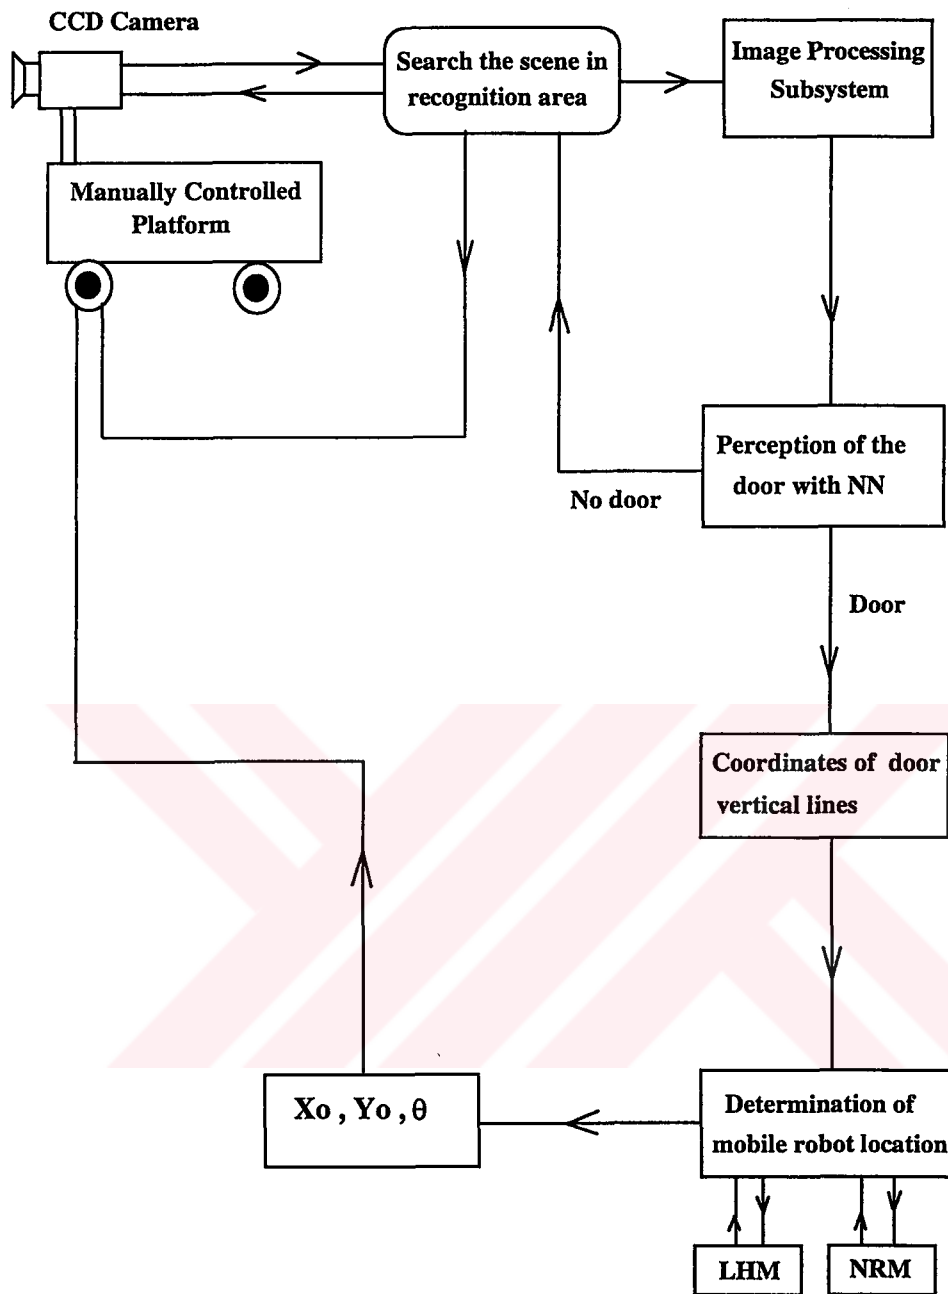 CCD Camera
Search the scene in
recognition area
Image Processing
Subsystem
Manually Controlled
Platform
Perception of the
door with NN
No door
Door
Coordinates of door
vertical lines
Xo , Yo , θ
Determination of
mobile robot location
LHM
NRM